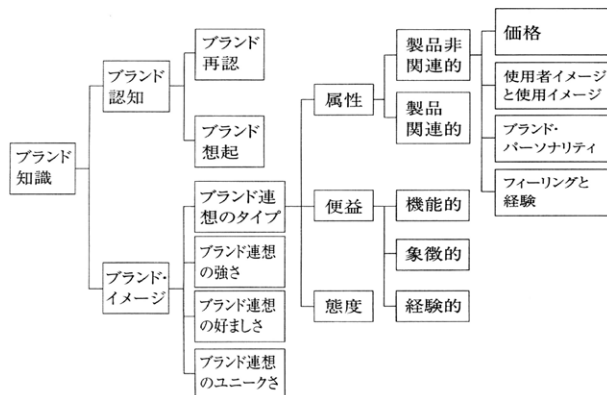 ブランド
知識
ブランド
認知
ブランド
再認
ブランド
想起
ブランド・
イメージ
ブランド連
想のタイプ
ブランド連想
の強さ
ブランド連想
の好ましさ
ブランド連想
のユニークさ
属性
便益
態度
製品非
関連的
製品
関連的
機能的
象徴的
経験的
価格
使用者イメージ
と使用イメージ
ブランド・
パーソナリティ
フィーリングと
経験